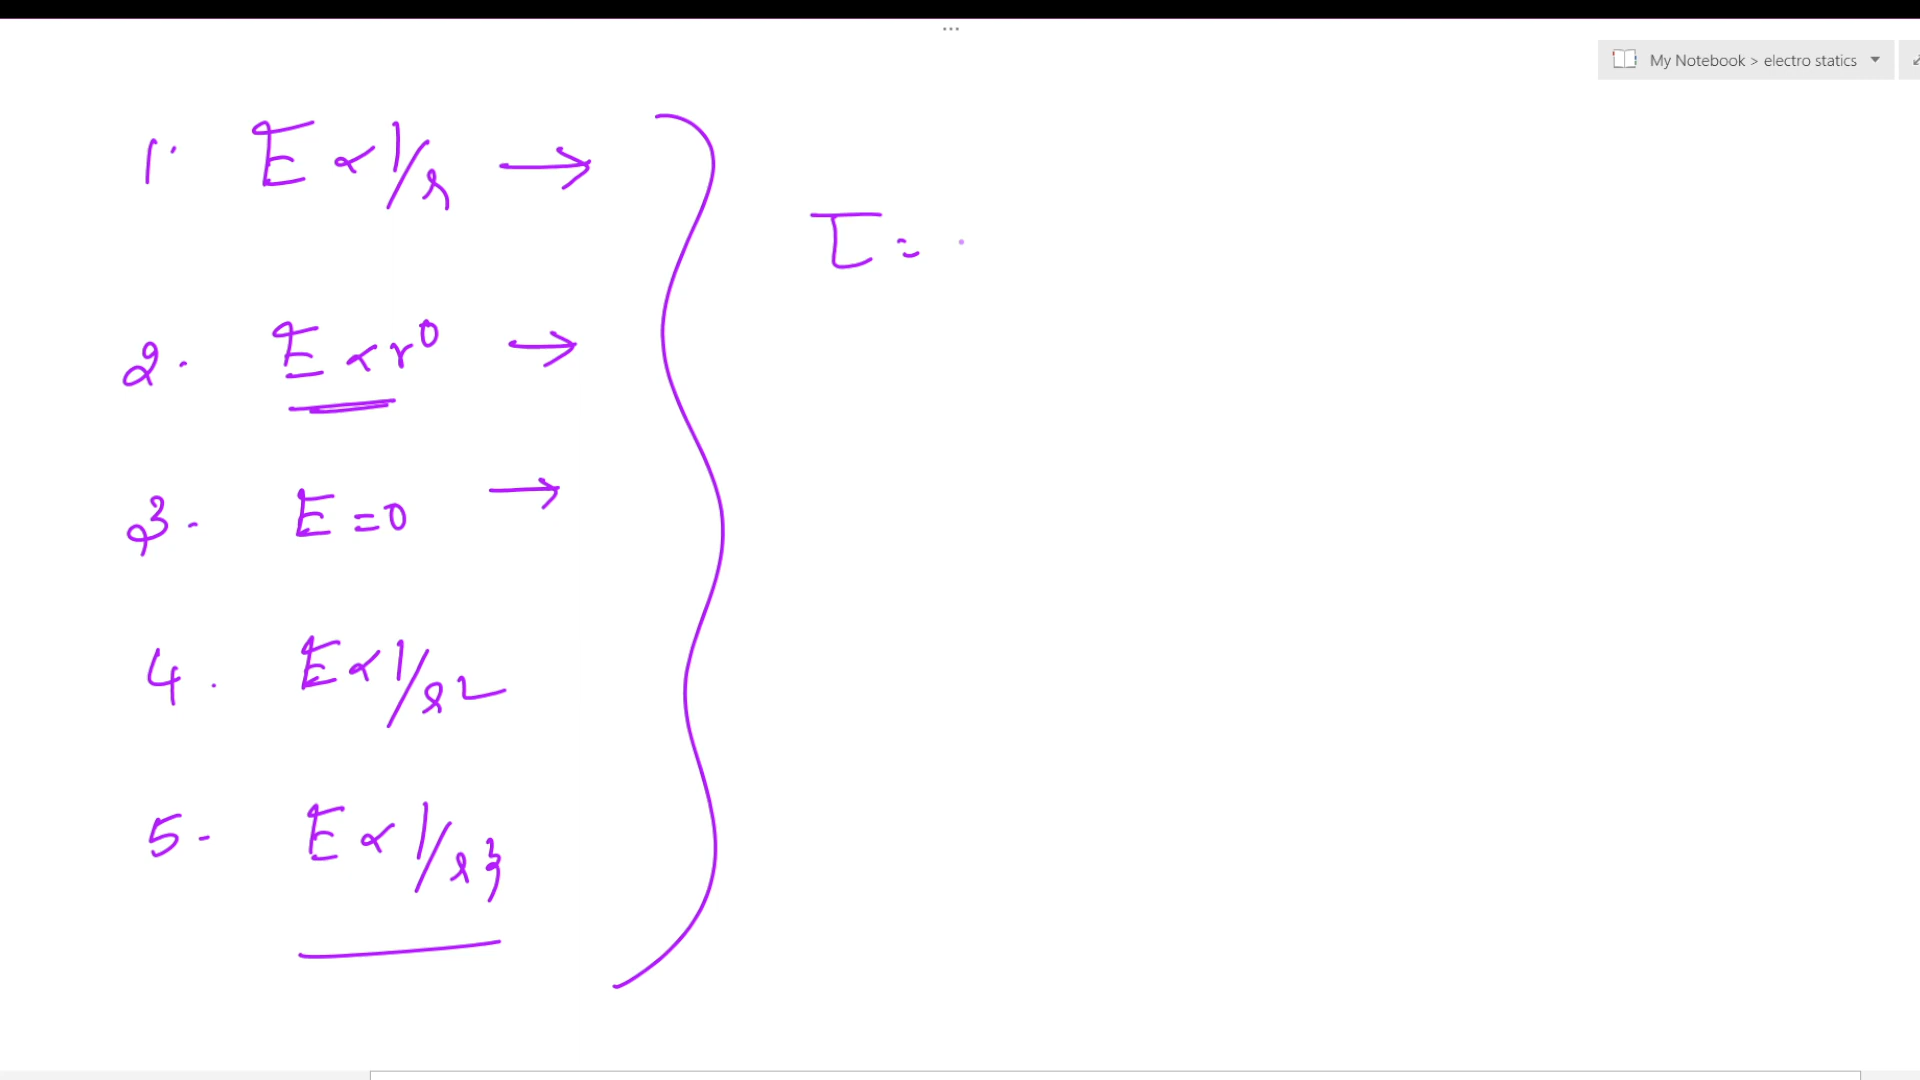 My Notebook > electro statics
1. E ∝ 1/r →
E =
2. E ∝ r⁰ →
3. E = 0 →
4. E ∝ 1/r²
5. E ∝ 1/r³